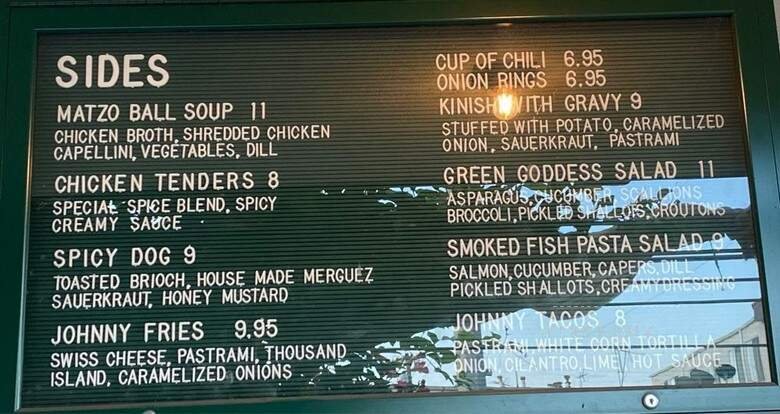 SIDES
MATZO BALL SOUP 11
CHICKEN BROTH, SHREDDED CHICKEN
CAPELLINI, VEGETABLES, DILL
CHICKEN TENDERS 8
SPECIAL SPICE BLEND, SPICY
CREAMY SAUCE
SPICY DOG 9
TOASTED BRIOCH, HOUSE MADE MERGUEZ
SAUERKRAUT, HONEY MUSTARD
JOHNNY FRIES 9.95
SWISS CHEESE, PASTRAMI, THOUSAND
ISLAND, CARAMELIZED ONIONS
CUP OF CHILI 6.95
ONION RINGS 6.95
KINISH WITH GRAVY 9
STUFFED WITH POTATO, CARAMELIZED
ONION, SAUERKRAUT, PASTRAMI
GREEN GODDESS SALAD 11
ASPARAGUS, CUCUMBER, SCALLIONS
BROCCOLI, PICKLED SHALLOTS, CROUTONS
SMOKED FISH PASTA SALAD 9
SALMON, CUCUMBER, CAPERS, DILL
PICKLED SHALLOTS, CREAMY DRESSING
JOHNNY TACOS 8
PASTRAMI, WHITE CORN TORTILLA
ONION, CILANTRO, LIME, HOT SAUCE